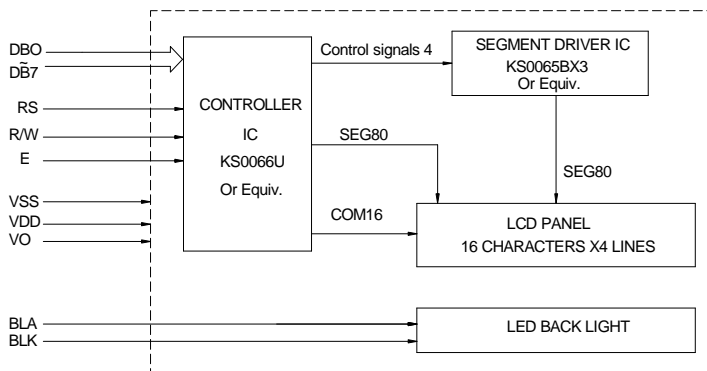 DBO
~
DB7
RS
R/W
E
VSS
VDD
VO
BLA
BLK
CONTROLLER
IC
KS0066U
Or Equiv.
Control signals 4
SEG80
COM16
SEGMENT DRIVER IC
KS0065BX3
Or Equiv.
SEG80
LCD PANEL
16 CHARACTERS X4 LINES
LED BACK LIGHT